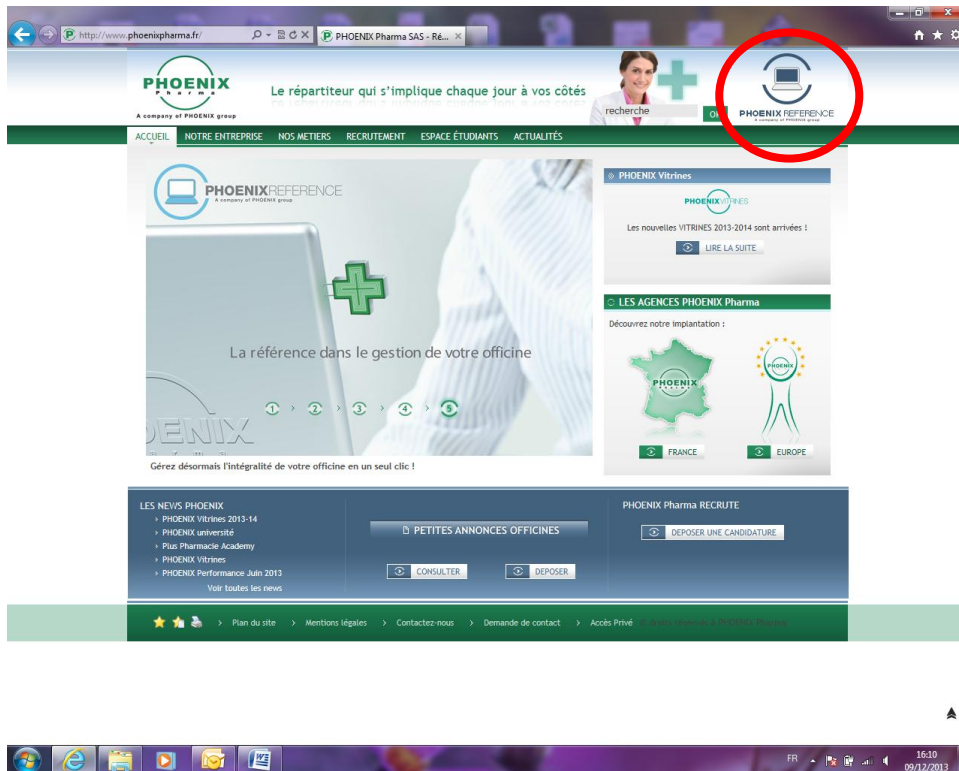 http://www.phoenixpharma.fr/
PHOENIX Pharma SAS - Ré...
PHOENIX
Pharma
A company of PHOENIX group
Le répartiteur qui s'implique chaque jour à vos côtés
recherche
OK
PHOENIX REFERENCE
A company of PHOENIX group
ACCUEIL NOTRE ENTREPRISE NOS METIERS RECRUTEMENT ESPACE ÉTUDIANTS ACTUALITÉS
PHOENIXREFERENCE
A company of PHOENIX group
La référence dans le gestion de votre officine
1 > 2 > 3 > 4 > 5
PHOENIX
Gérez désormais l'intégralité de votre officine en un seul clic !
PHOENIX Vitrines
PHOENIXVITRINES
Les nouvelles VITRINES 2013-2014 sont arrivées !
LIRE LA SUITE
LES AGENCES PHOENIX Pharma
Découvrez notre implantation :
PHOENIX
PHARMA
PHOENIX
FRANCE
EUROPE
LES NEWS PHOENIX
PHOENIX Vitrines 2013-14
PHOENIX université
Plus Pharmacie Academy
PHOENIX Vitrines
PHOENIX Performance Juin 2013
Voir toutes les news
PETITES ANNONCES OFFICINES
CONSULTER
DEPOSER
PHOENIX Pharma RECRUTE
DEPOSER UNE CANDIDATURE
> Plan du site > Mentions légales > Contactez-nous > Demande de contact > Accès Privé
FR
16:10
09/12/2013